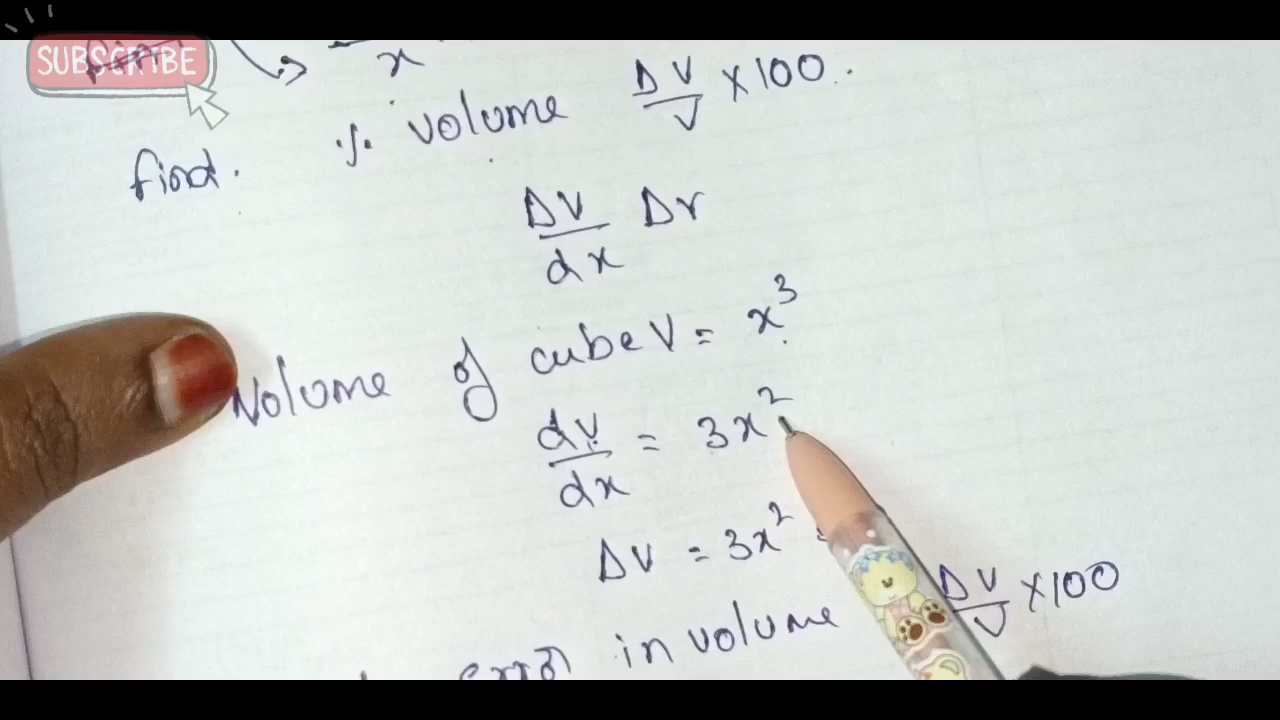 SUBSCRIBE
x
find. % volume ΔV/V ×100.
ΔV/dx Δr
Volume of cube V = x³
dv/dx = 3x²
ΔV = 3x²
error in volume ΔV/V ×100